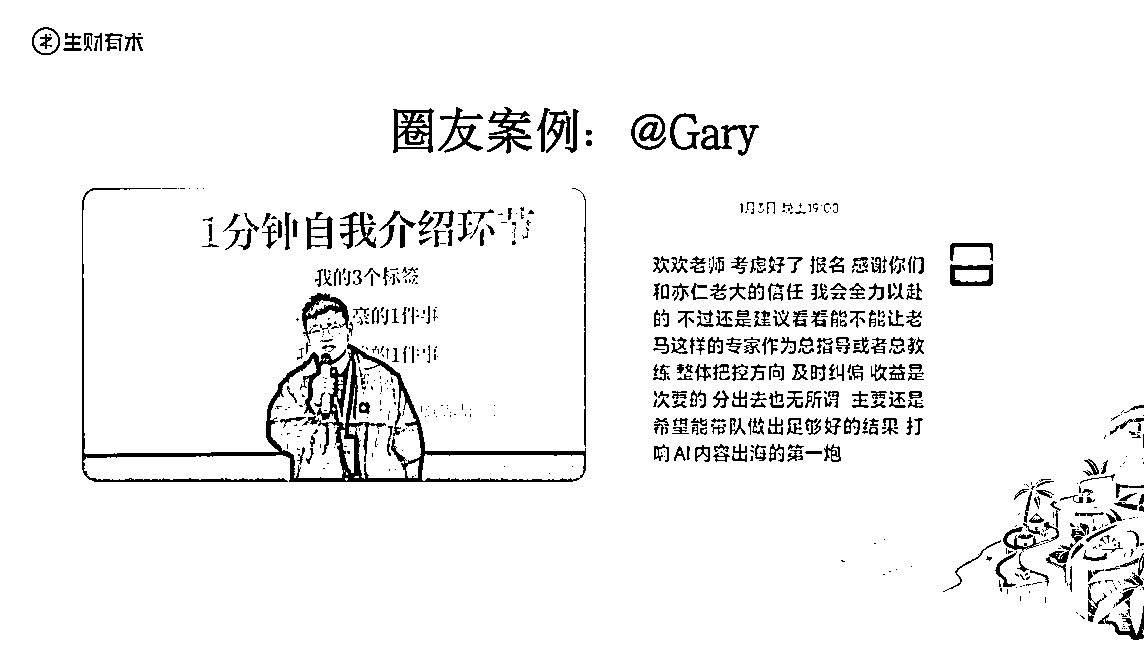 生财有术
圈友案例：@Gary
1分钟自我介绍环节
我的3个标签
豪的1件事
的1件事
1月3日 晚上19:00
欢欢老师 考虑好了 报名 感谢你们
和亦仁老大的信任 我会全力以赴
的 不过还是建议看看能不能让老
马这样的专家作为总指导或者总教
练 整体把控方向 及时纠偏 收益是
次要的 分出去也无所谓 主要还是
希望能带队做出足够好的结果 打
响AI内容出海的第一炮